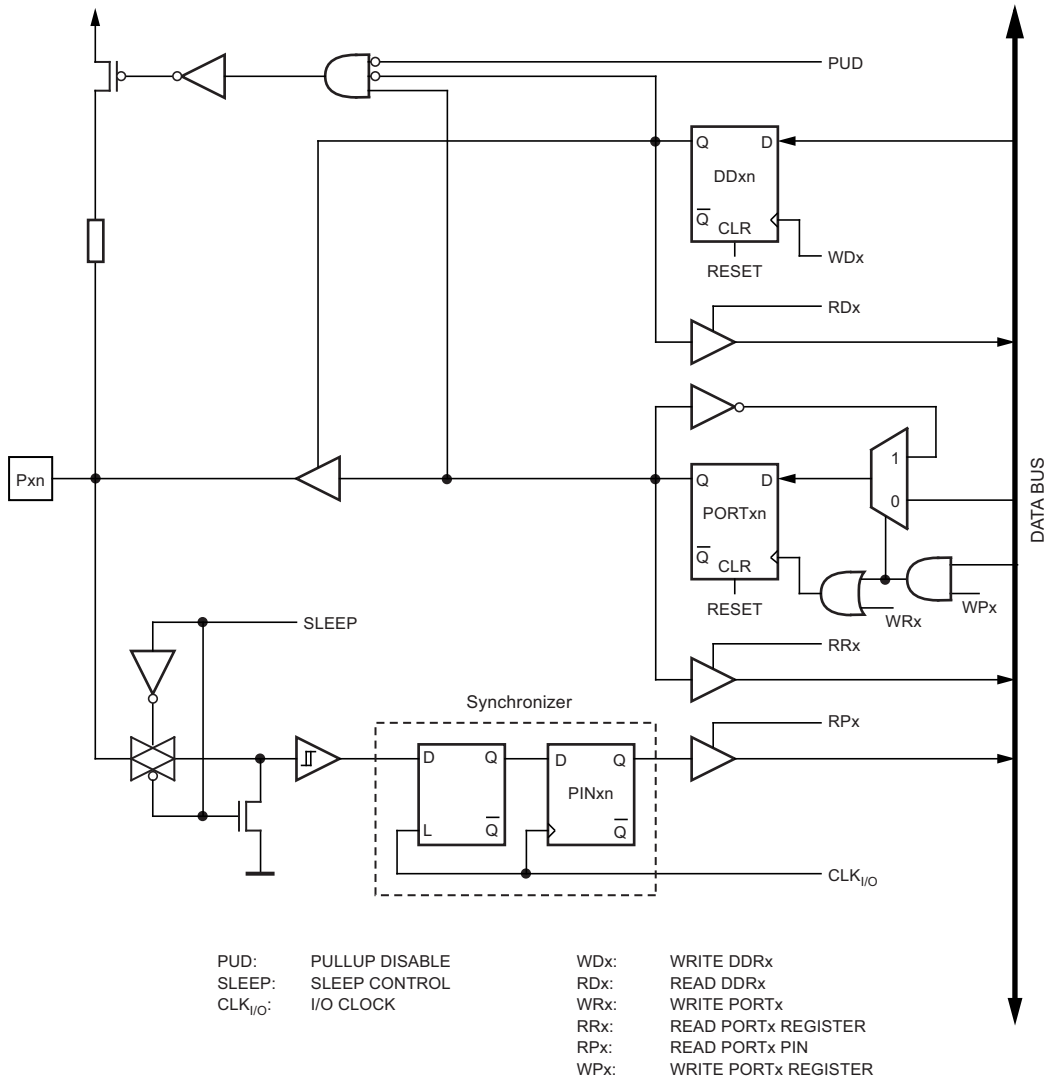 PUD
Q D
DDxn
Q
CLR
RESET
WDx
RDx
Pxn
1
0
Q D
PORTxn
Q
CLR
RESET
WRx
WPx
DATA BUS
SLEEP
RRx
Synchronizer
RPx
D Q
L Q
D Q
PINxn
Q
CLK I/O
PUD: PULLUP DISABLE
SLEEP: SLEEP CONTROL
CLK I/O: I/O CLOCK
WDx: WRITE DDRx
RDx: READ DDRx
WRx: WRITE PORTx
RRx: READ PORTx REGISTER
RPx: READ PORTx PIN
WPx: WRITE PORTx REGISTER